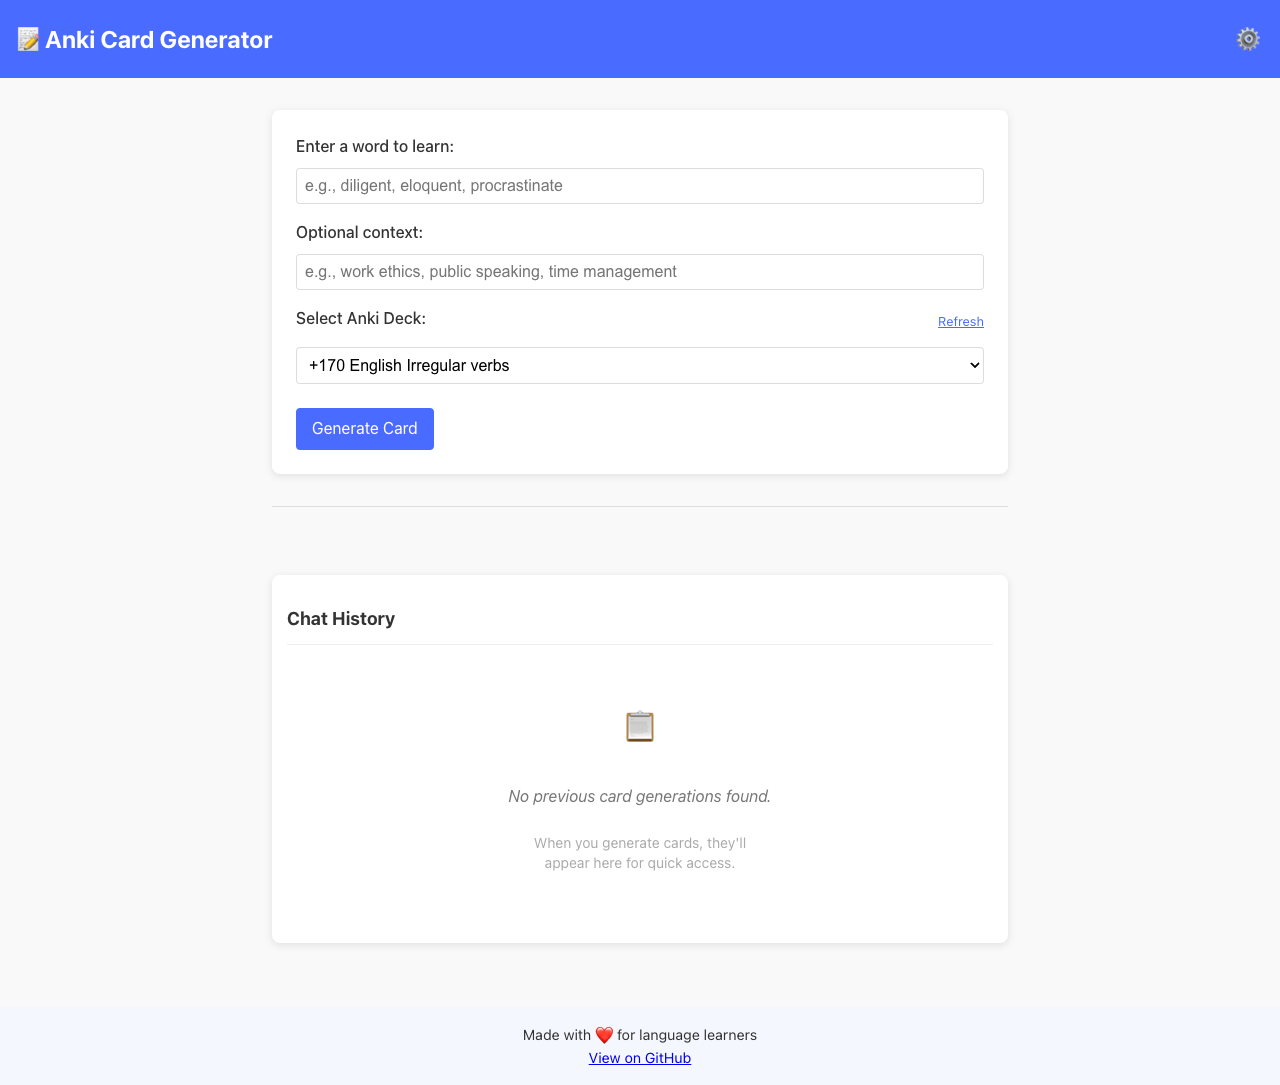 Anki Card Generator
Enter a word to learn:
e.g., diligent, eloquent, procrastinate
Optional context:
e.g., work ethics, public speaking, time management
Select Anki Deck:
Refresh
+170 English Irregular verbs
Generate Card
Chat History
No previous card generations found.
When you generate cards, they'll
appear here for quick access.
Made with ❤️ for language learners
View on GitHub